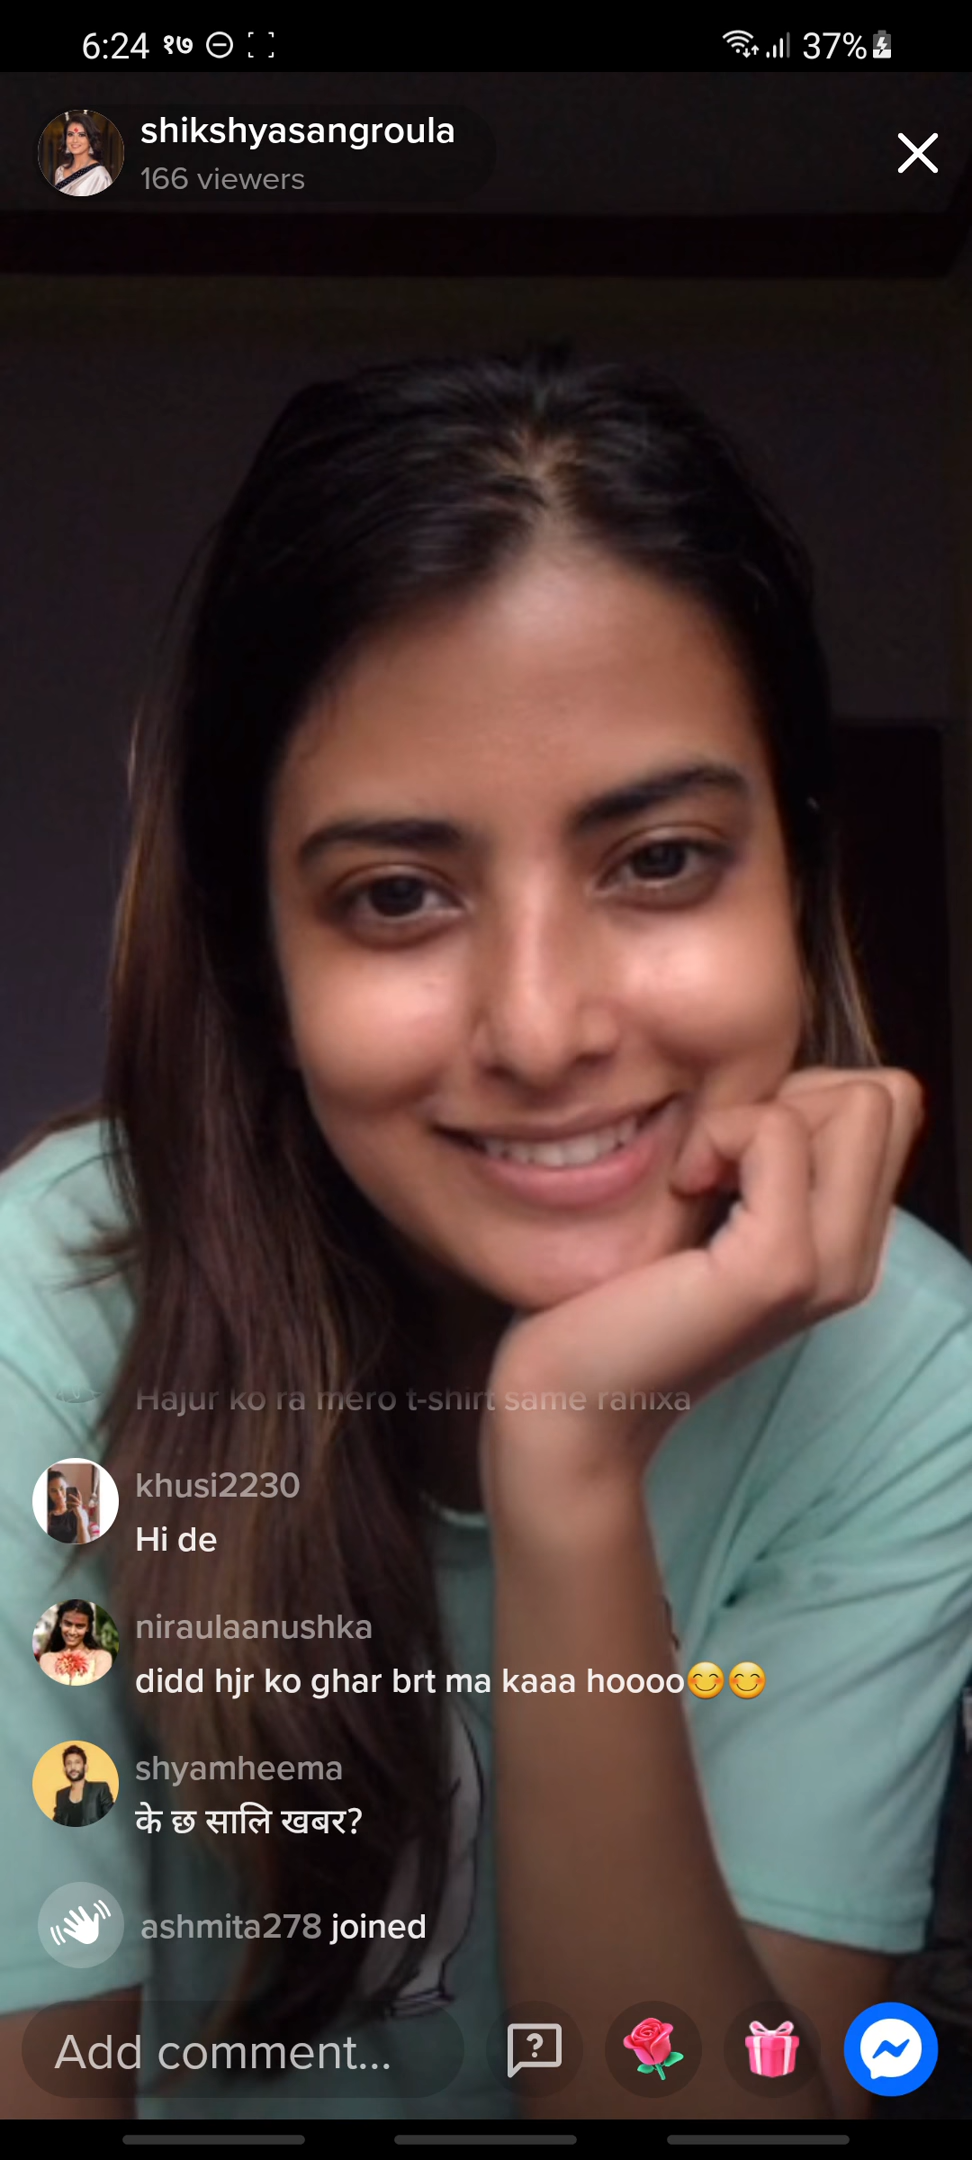 6:24 १७ 37%
shikshyasangroula
166 viewers
Hajur ko ra mero t-shirt same rahixa
khusi2230
Hi de
niraulaanushka
didd hjr ko ghar brt ma kaaa hoooo😊😊
shyamheema
के छ सालि खबर?
ashmita278 joined
Add comment...